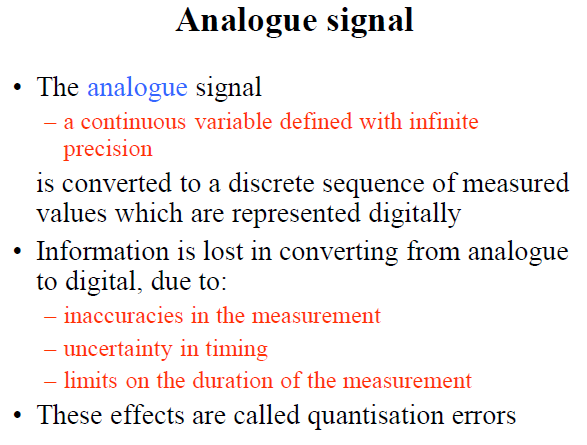 Analogue signal
• The analogue signal
– a continuous variable defined with infinite
precision
is converted to a discrete sequence of measured
values which are represented digitally
• Information is lost in converting from analogue
to digital, due to:
– inaccuracies in the measurement
– uncertainty in timing
– limits on the duration of the measurement
• These effects are called quantisation errors